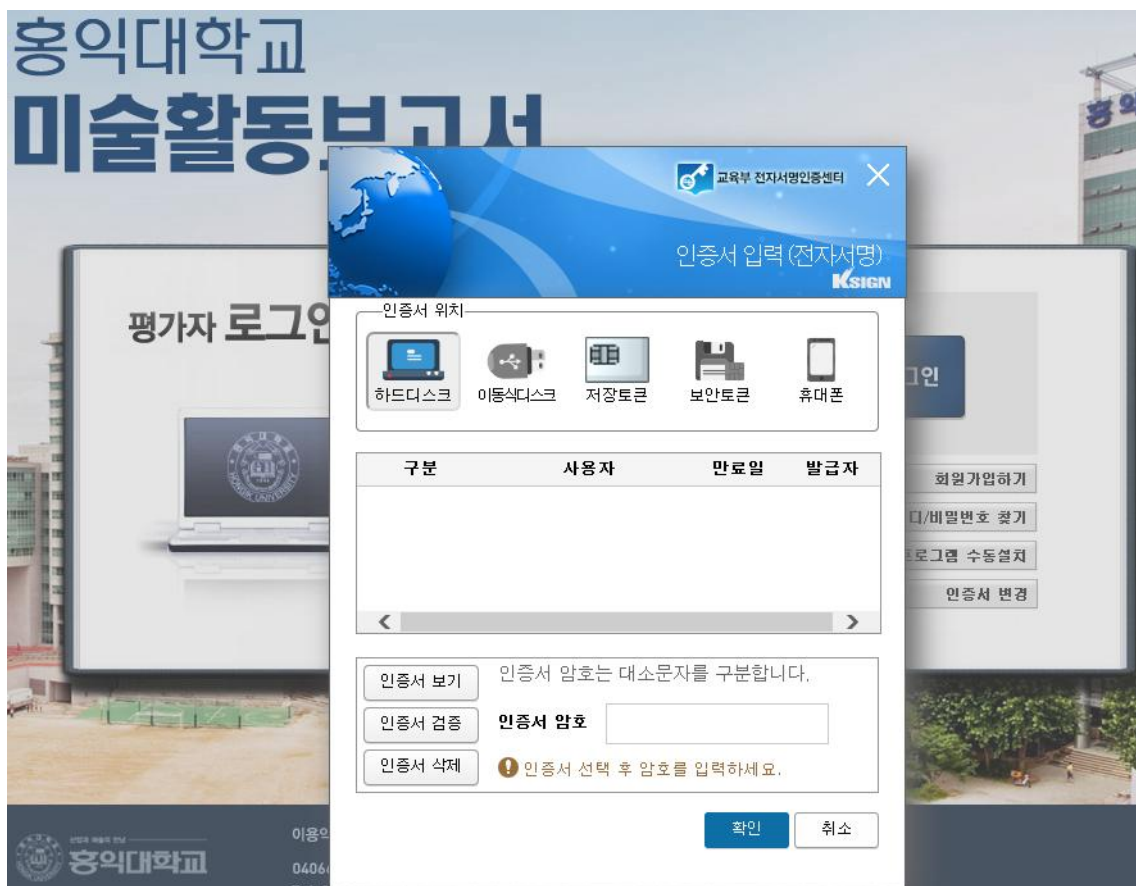 홍익대학교
미술활동보고서
홍익
교육부 전자서명인증센터
인증서 입력 (전자서명)
KSIGN
평가자 로그인
인증서 위치
하드디스크 이동식디스크 저장토큰 보안토큰 휴대폰
그인
구분 사용자 만료일 발급자
회원가입하기
디/비밀번호 찾기
프로그램 수동설치
인증서 변경
인증서 보기 인증서 암호는 대소문자를 구분합니다.
인증서 검증 인증서 암호
인증서 삭제 인증서 선택 후 암호를 입력하세요.
확인 취소
이용약
홍익대학교
0406